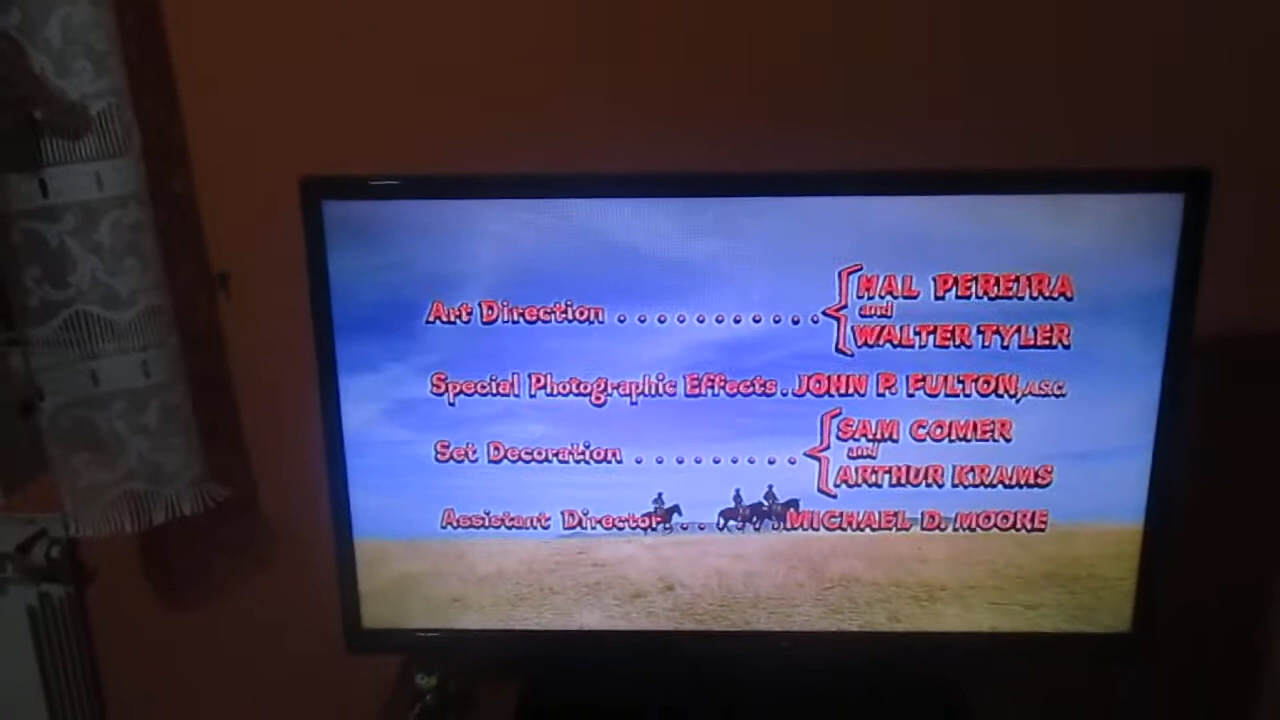 Art Direction . . . . . . . . . . . { HAL PEREIRA
and
WALTER TYLER
Special Photographic Effects . JOHN P. FULTON, A.S.C.
Set Decoration . . . . . . . . . { SAM COMER
and
ARTHUR KRAMS
Assistant Director . . . MICHAEL D. MOORE